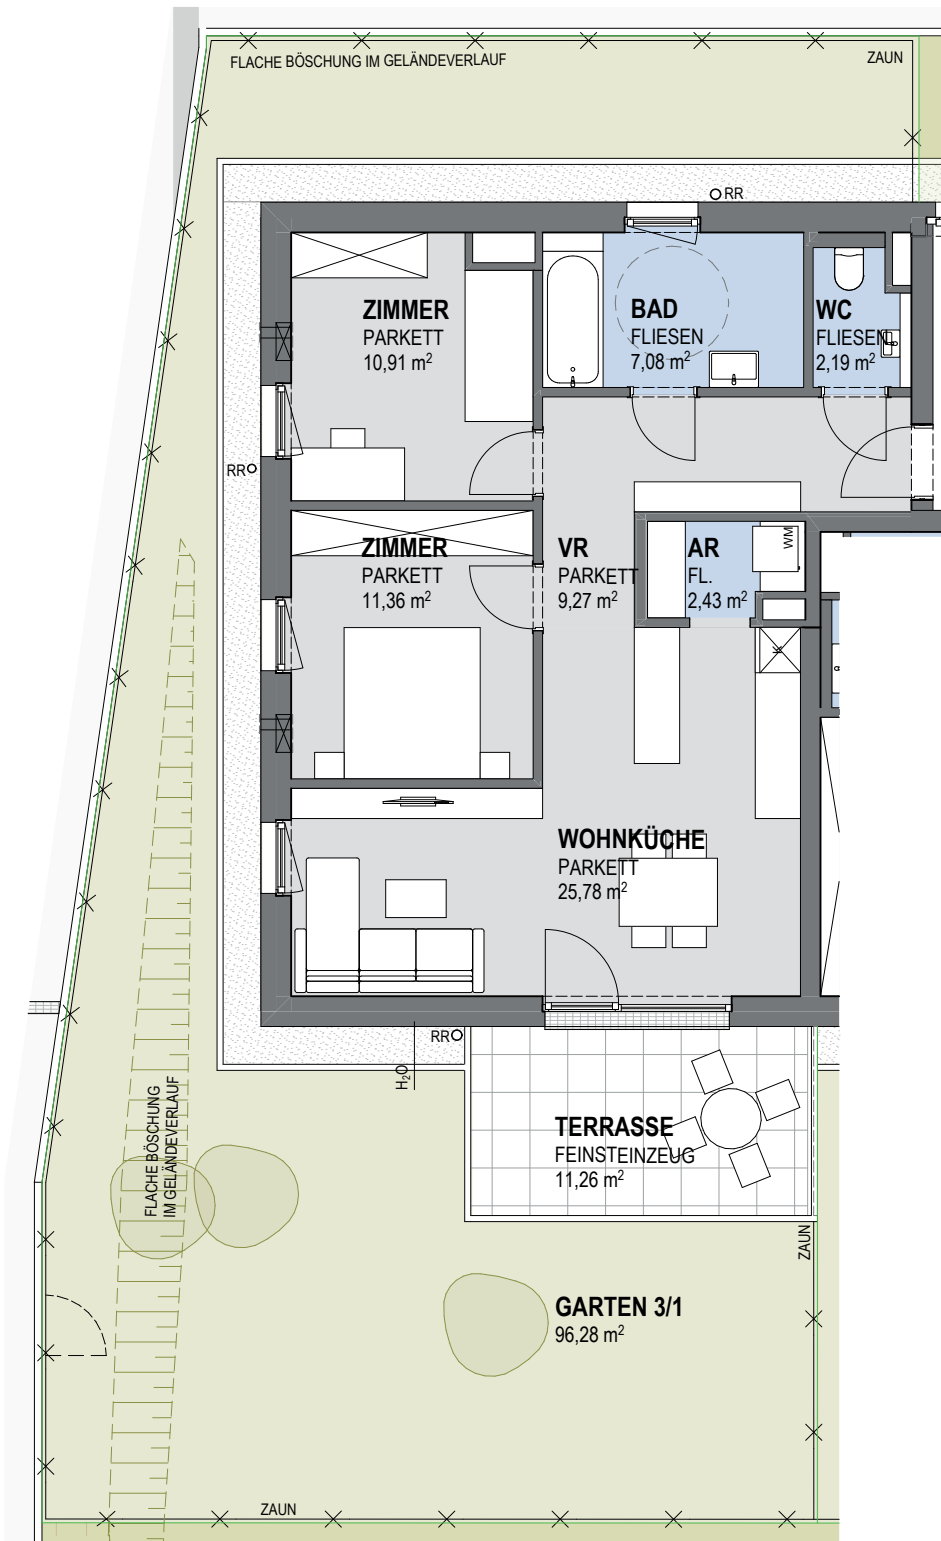 FLACHE BÖSCHUNG IM GELÄNDEVERLAUF
ZAUN
RR
ZIMMER
PARKETT
10,91 m²
BAD
FLIESEN
7,08 m²
WC
FLIESEN
2,19 m²
RR
ZIMMER
PARKETT
11,36 m²
VR
PARKETT
9,27 m²
AR
FL.
2,43 m²
WM
K
WOHNKÜCHE
PARKETT
25,78 m²
RR
H₂O
TERRASSE
FEINSTEINZEUG
11,26 m²
FLACHE BÖSCHUNG
IM GELÄNDEVERLAUF
ZAUN
GARTEN 3/1
96,28 m²
ZAUN